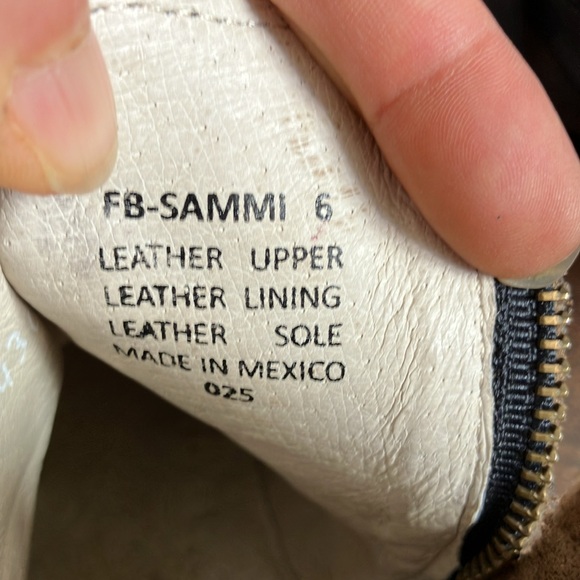 FB-SAMMI 6
LEATHER UPPER
LEATHER LINING
LEATHER SOLE
MADE IN MEXICO
025